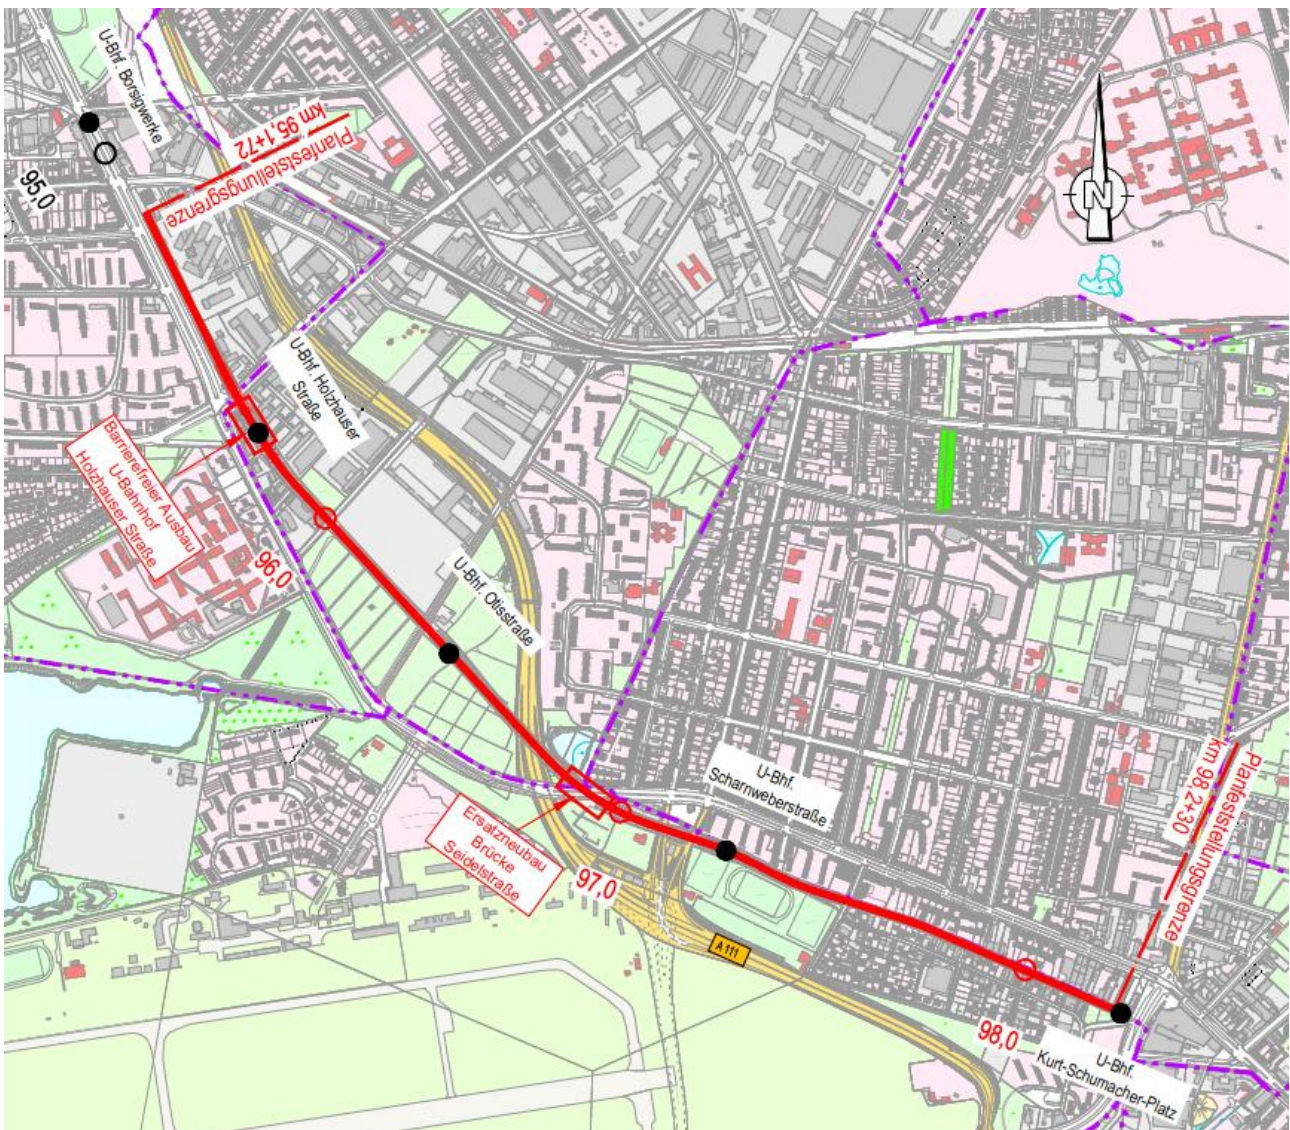 U-Bhf. Borsigwerke
95,0
km 95,1+72
Planfeststellungsgrenze
N
U-Bhf. Holzhauser
Straße
Barrierefreier Ausbau
U-Bahnhof
Holzhauser Straße
96,0
U-Bhf. Otisstraße
U-Bhf.
Scharnweberstraße
Ersatzneubau
Brücke
Seidelstraße
97,0
A 111
Planfeststellungsgrenze
km 98,2+30
98,0
U-Bhf.
Kurt-Schumacher-Platz